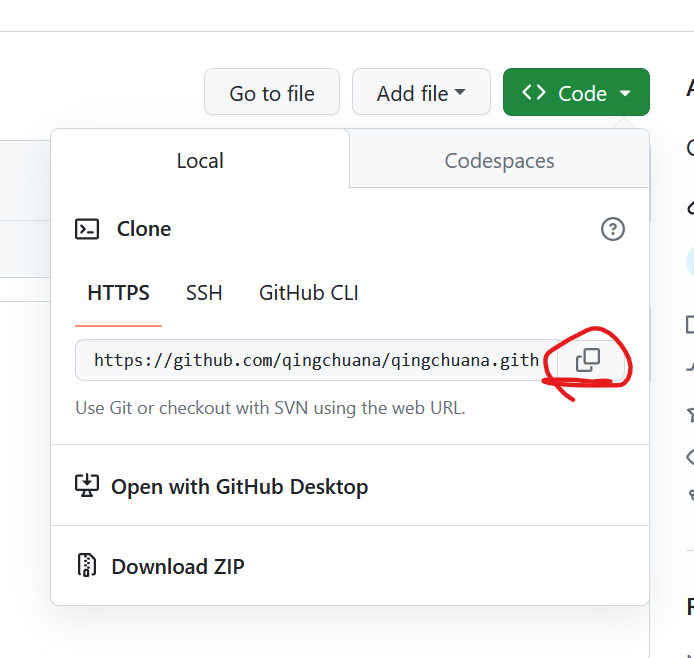 Go to file Add file Code
Local Codespaces
Clone
HTTPS SSH GitHub CLI
https://github.com/qingchuana/qingchuana.gith
Use Git or checkout with SVN using the web URL.
Open with GitHub Desktop
Download ZIP